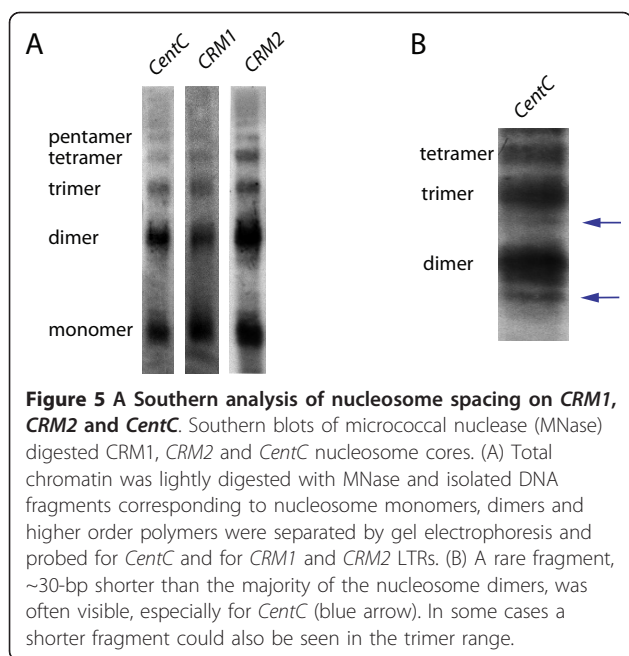 A
B
CentC
CRM1
CRM2
CentC
pentamer
tetramer
trimer
dimer
monomer
tetramer
trimer
dimer
Figure 5 A Southern analysis of nucleosome spacing on CRM1,
CRM2 and CentC. Southern blots of micrococcal nuclease (MNase)
digested CRM1, CRM2 and CentC nucleosome cores. (A) Total
chromatin was lightly digested with MNase and isolated DNA
fragments corresponding to nucleosome monomers, dimers and
higher order polymers were separated by gel electrophoresis and
probed for CentC and for CRM1 and CRM2 LTRs. (B) A rare fragment,
~30-bp shorter than the majority of the nucleosome dimers, was
often visible, especially for CentC (blue arrow). In some cases a
shorter fragment could also be seen in the trimer range.